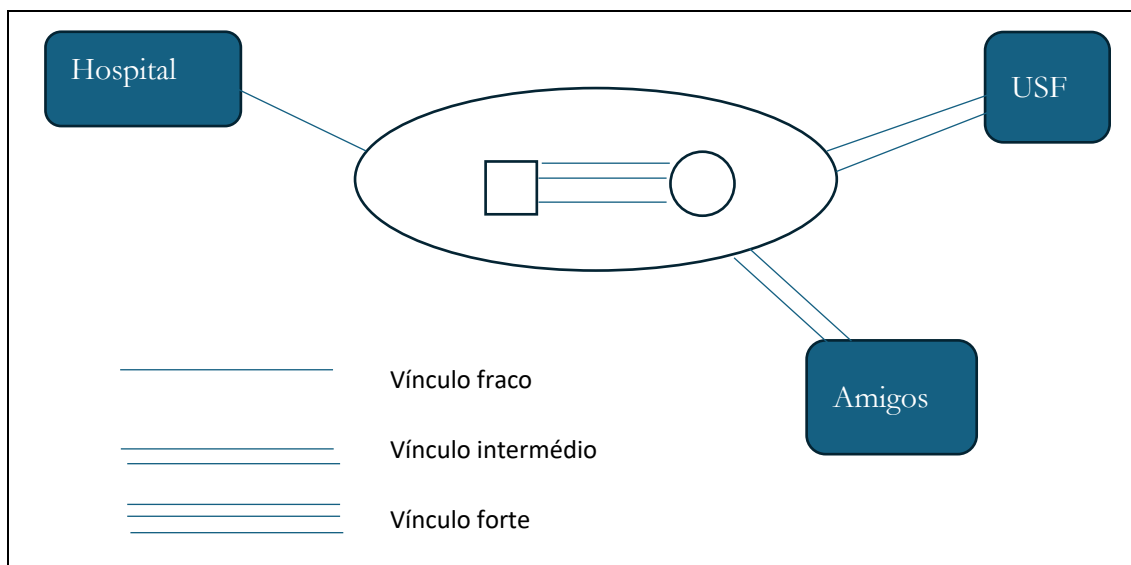 Hospital
USF
Amigos
Vínculo fraco
Vínculo intermédio
Vínculo forte